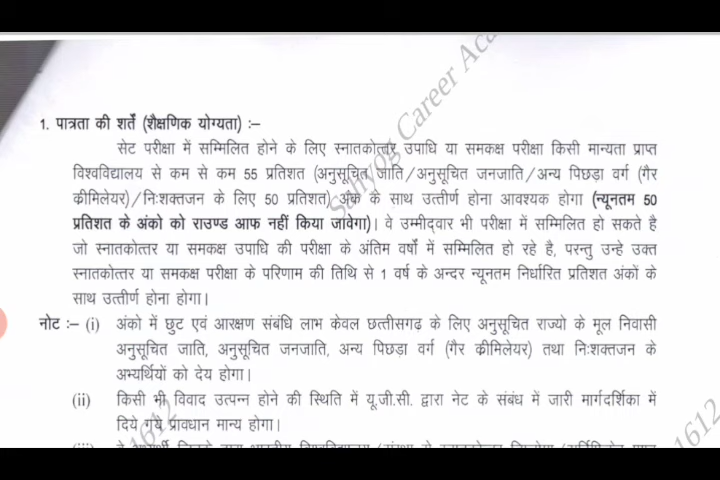 Sahyog Career Aca
1. पात्रता की शर्ते (शैक्षणिक योग्यता) :–
सेट परीक्षा में सम्मिलित होने के लिए स्नातकोत्तर उपाधि या समकक्ष परीक्षा किसी मान्यता प्राप्त
विश्वविद्यालय से कम से कम 55 प्रतिशत (अनुसूचित जाति/अनुसूचित जनजाति/अन्य पिछड़ा वर्ग (गैर
क्रीमिलेयर)/निःशक्तजन के लिए 50 प्रतिशत) अंक के साथ उत्तीर्ण होना आवश्यक होगा (न्यूनतम 50
प्रतिशत के अंको को राउण्ड आफ नहीं किया जावेगा)। वे उम्मीद्वार भी परीक्षा में सम्मिलित हो सकते है
जो स्नातकोत्तर या समकक्ष उपाधि की परीक्षा के अंतिम वर्षो में सम्मिलित हो रहे है, परन्तु उन्हे उक्त
स्नातकोत्तर या समकक्ष परीक्षा के परिणाम की तिथि से 1 वर्ष के अन्दर न्यूनतम निर्धारित प्रतिशत अंकों के
साथ उत्तीर्ण होना होगा।
नोट :– (i) अंको में छुट एवं आरक्षण संबंधि लाभ केवल छत्तीसगढ के लिए अनुसूचित राज्यो के मूल निवासी
अनुसूचित जाति, अनुसूचित जनजाति, अन्य पिछड़ा वर्ग (गैर क्रीमिलेयर) तथा निःशक्तजन के
अभ्यर्थियों को देय होगा।
(ii) किसी भी विवाद उत्पन्न होने की स्थिति में यू.जी.सी. द्वारा नेट के संबंध में जारी मार्गदर्शिका में
दिये गये प्रावधान मान्य होगा।
1612
1612